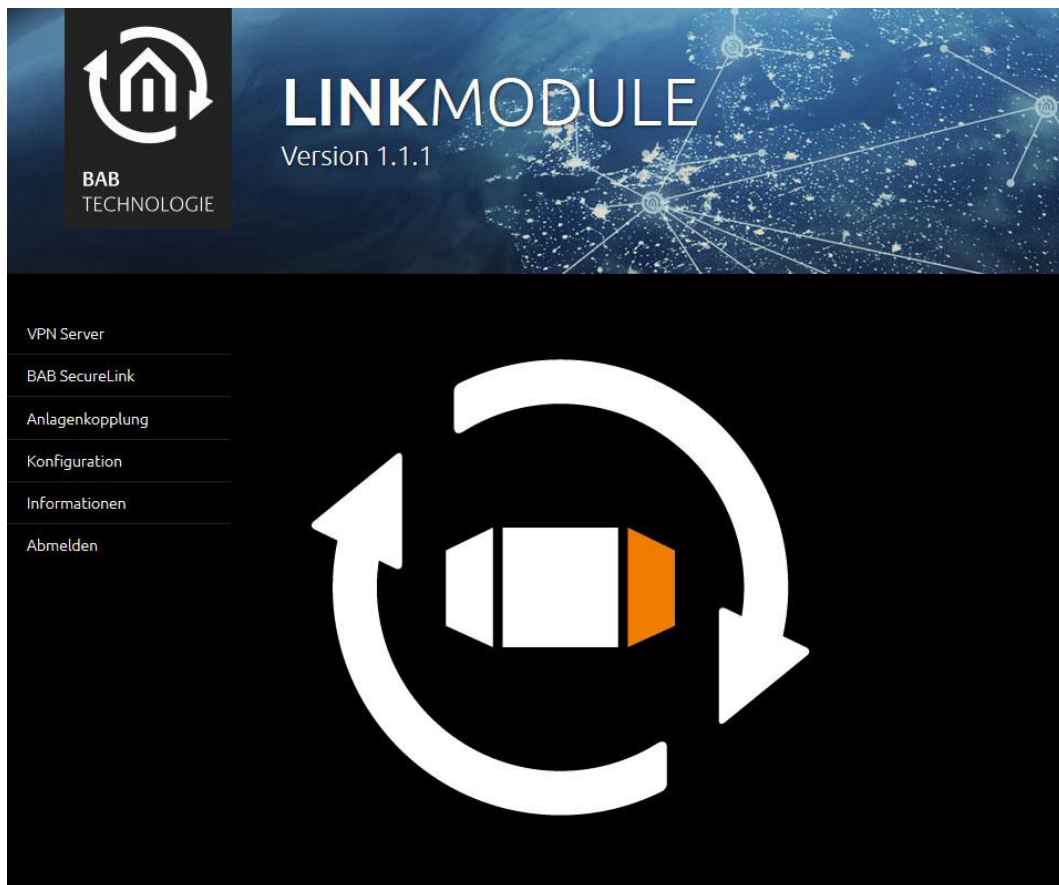 BAB
TECHNOLOGIE
LINKMODULE
Version 1.1.1
VPN Server
BAB SecureLink
Anlagenkopplung
Konfiguration
Informationen
Abmelden